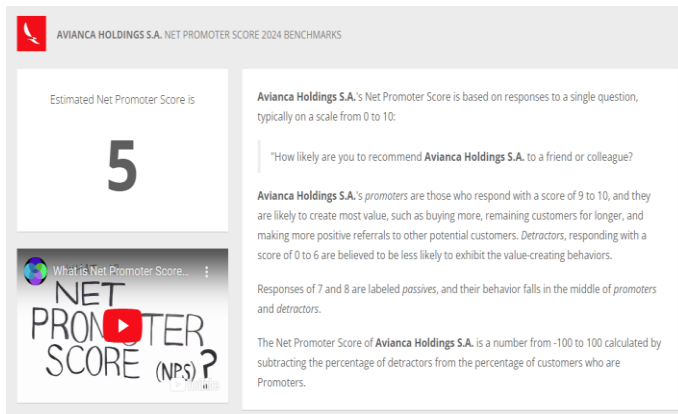 AVIANCA HOLDINGS S.A. NET PROMOTER SCORE 2024 BENCHMARKS
Estimated Net Promoter Score is
5
What is Net Promoter Score...
NET
PROMOTER
SCORE (NPS)?
Avianca Holdings S.A.'s Net Promoter Score is based on responses to a single question,
typically on a scale from 0 to 10:
"How likely are you to recommend Avianca Holdings S.A. to a friend or colleague?
Avianca Holdings S.A.'s promoters are those who respond with a score of 9 to 10, and they
are likely to create most value, such as buying more, remaining customers for longer, and
making more positive referrals to other potential customers. Detractors, responding with a
score of 0 to 6 are believed to be less likely to exhibit the value-creating behaviors.
Responses of 7 and 8 are labeled passives, and their behavior falls in the middle of promoters
and detractors.
The Net Promoter Score of Avianca Holdings S.A. is a number from -100 to 100 calculated by
subtracting the percentage of detractors from the percentage of customers who are
Promoters.